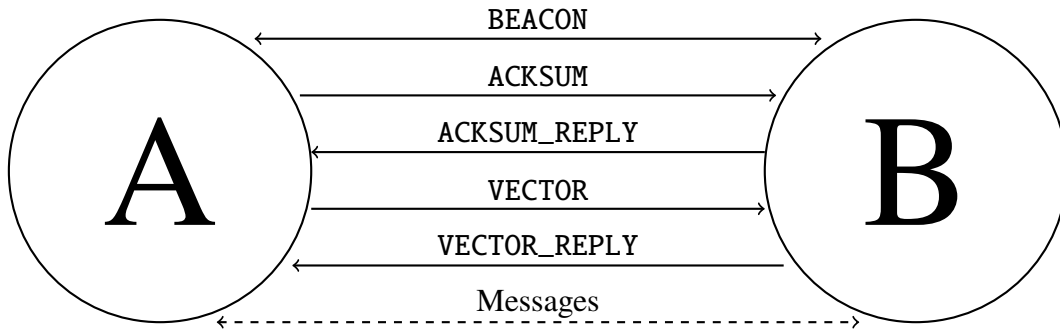 BEACON
ACKSUM
ACKSUM_REPLY
A
B
VECTOR
VECTOR_REPLY
Messages